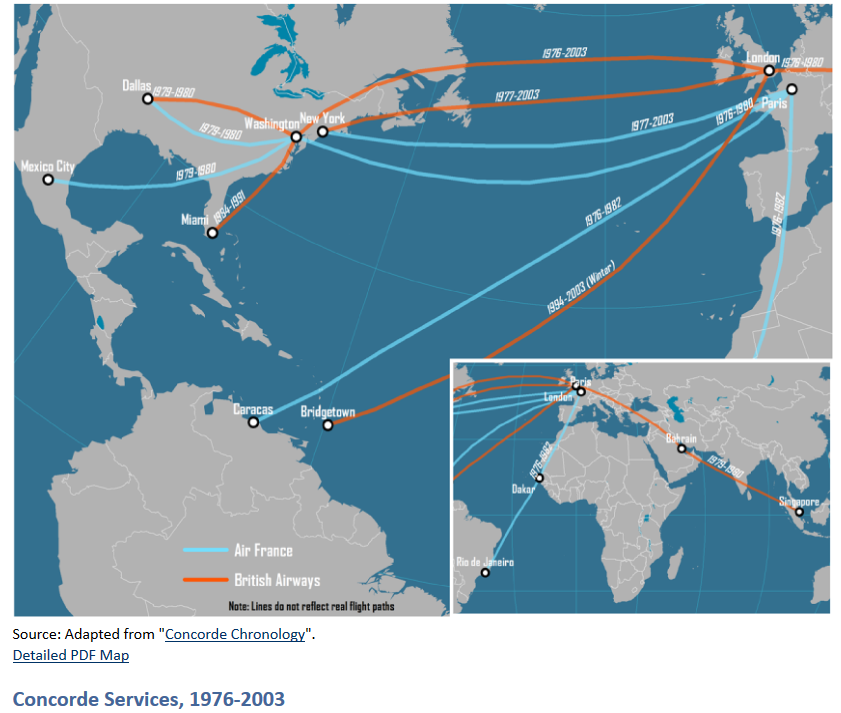 1976-2003
London
1979-1980
Dallas
1979-1980
1977-2003
Paris
1976-1980
Washington
New York
1977-2003
1979-1980
Mexico City
1979-1980
1994-1991
Miami
1976-1982
1976-1982
1994-2003 (Winter)
Caracas
Bridgetown
Paris
London
Bahrain
1976-1982
1979-1980
Dakar
Singapore
Rio de Janeiro
Air France
British Airways
Note: Lines do not reflect real flight paths
Source: Adapted from "Concorde Chronology".
Detailed PDF Map
Concorde Services, 1976-2003